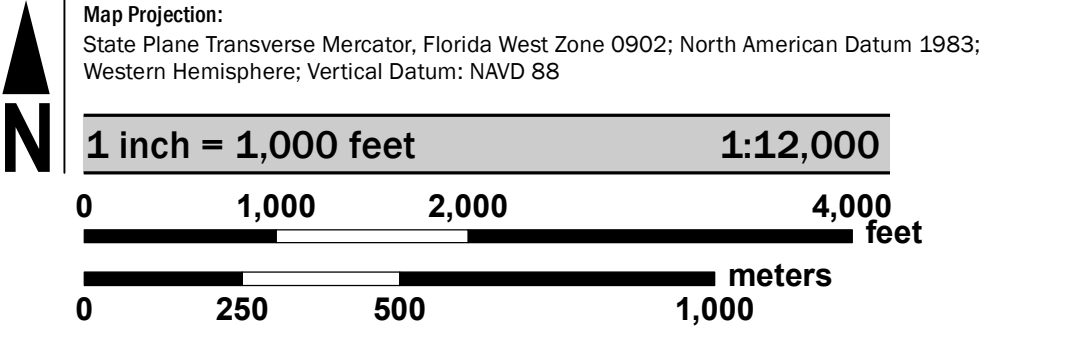 Map Projection:
State Plane Transverse Mercator, Florida West Zone 0902; North American Datum 1983;
Western Hemisphere; Vertical Datum: NAVD 88
N
1 inch = 1,000 feet 1:12,000
0 1,000 2,000 4,000
feet
meters
0 250 500 1,000